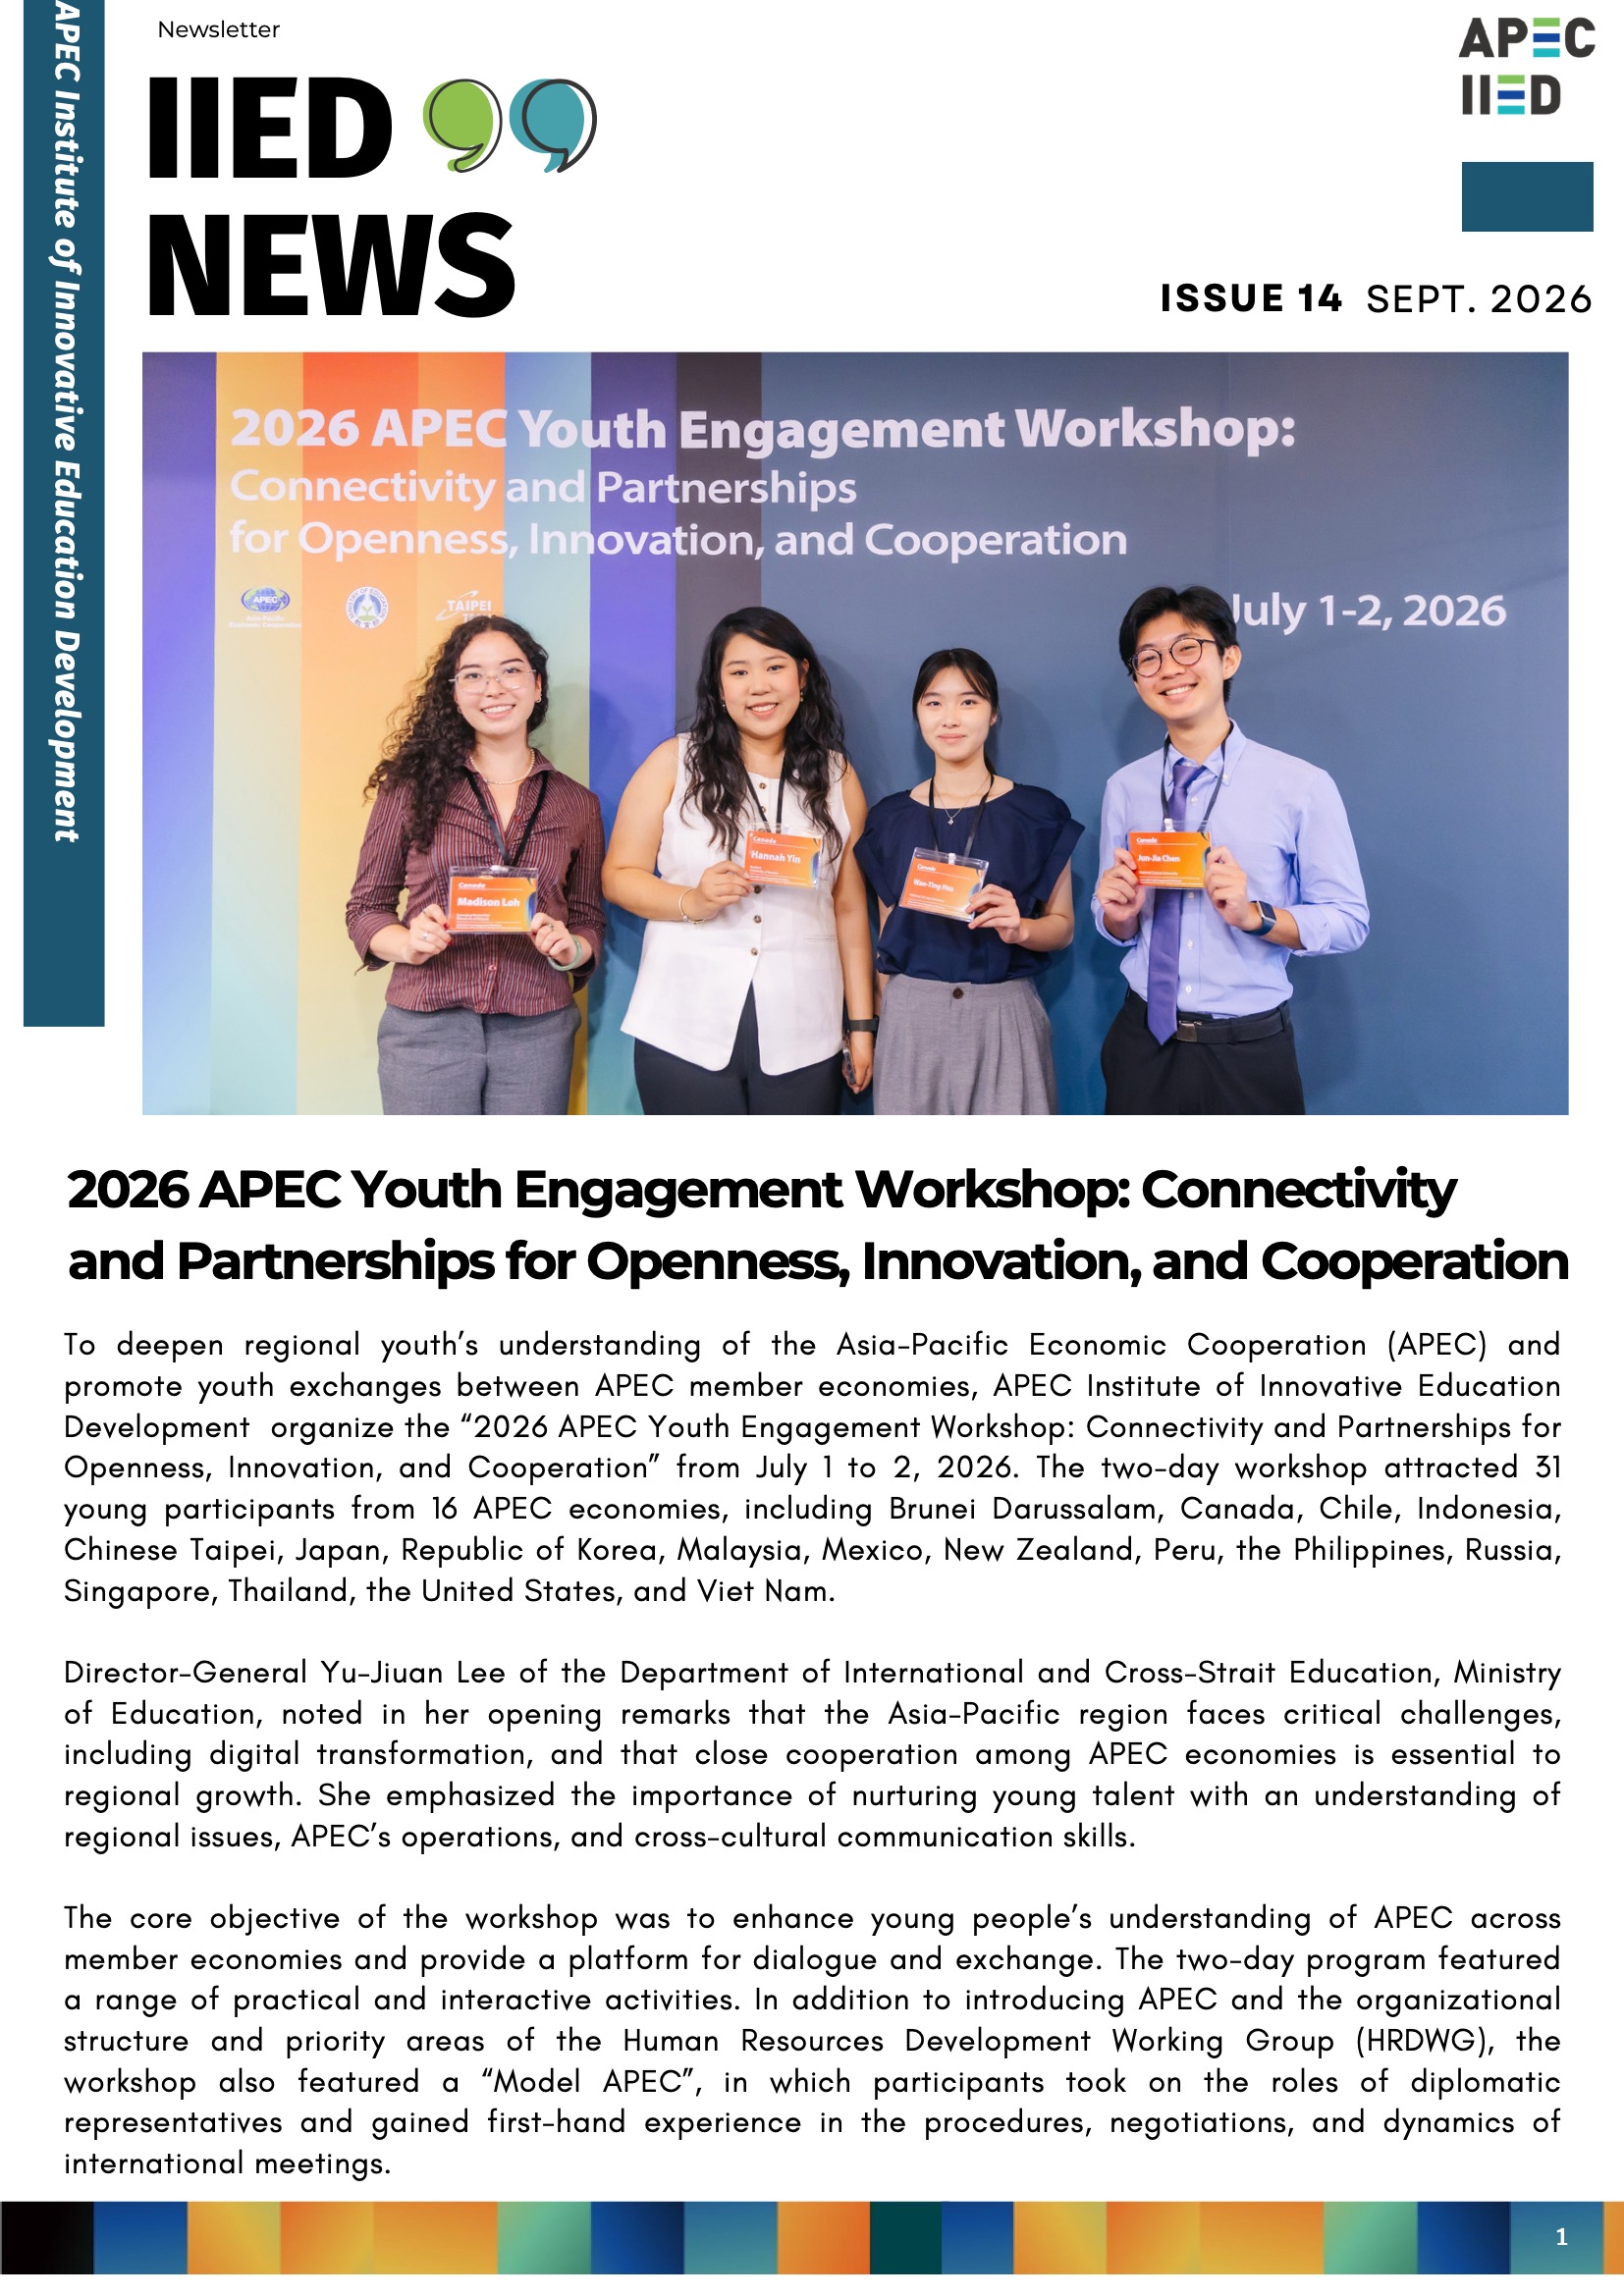 Newsletter
IIED
NEWS
APEC
IIED
ISSUE 14 SEPT. 2026
APEC Institute of Innovative Education Development
2026 APEC Youth Engagement Workshop:
Connectivity and Partnerships
for Openness, Innovation, and Cooperation
July 1-2, 2026
APEC
Asia-Pacific
Economic Cooperation
TAIPEI
Canada
Madison Loh
Canada
Hannah Yin
Canada
Canada
Jun-Jia Chen
2026 APEC Youth Engagement Workshop: Connectivity
and Partnerships for Openness, Innovation, and Cooperation
To deepen regional youth’s understanding of the Asia-Pacific Economic Cooperation (APEC) and
promote youth exchanges between APEC member economies, APEC Institute of Innovative Education
Development organize the “2026 APEC Youth Engagement Workshop: Connectivity and Partnerships for
Openness, Innovation, and Cooperation” from July 1 to 2, 2026. The two-day workshop attracted 31
young participants from 16 APEC economies, including Brunei Darussalam, Canada, Chile, Indonesia,
Chinese Taipei, Japan, Republic of Korea, Malaysia, Mexico, New Zealand, Peru, the Philippines, Russia,
Singapore, Thailand, the United States, and Viet Nam.
Director-General Yu-Jiuan Lee of the Department of International and Cross-Strait Education, Ministry
of Education, noted in her opening remarks that the Asia-Pacific region faces critical challenges,
including digital transformation, and that close cooperation among APEC economies is essential to
regional growth. She emphasized the importance of nurturing young talent with an understanding of
regional issues, APEC’s operations, and cross-cultural communication skills.
The core objective of the workshop was to enhance young people’s understanding of APEC across
member economies and provide a platform for dialogue and exchange. The two-day program featured
a range of practical and interactive activities. In addition to introducing APEC and the organizational
structure and priority areas of the Human Resources Development Working Group (HRDWG), the
workshop also featured a “Model APEC”, in which participants took on the roles of diplomatic
representatives and gained first-hand experience in the procedures, negotiations, and dynamics of
international meetings.
1